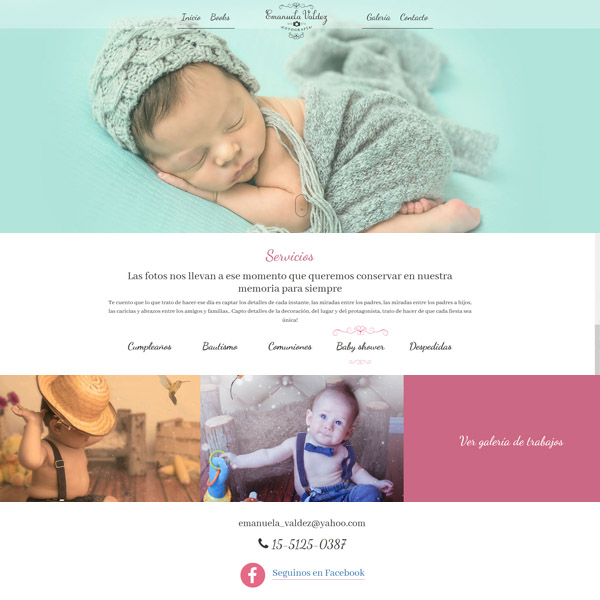 Inicio Books
Emanuela Valdez
FOTOGRAFÍA
Galería Contacto
Servicios
Las fotos nos llevan a ese momento que queremos conservar en nuestra
memoria para siempre
Te cuento que lo que trato de hacer ese día es captar los detalles de cada instante, las miradas entre los padres, las miradas entre los padres a hijos,
las caricias y abrazos entre los amigos y familias.. Capto detalles de la decoración, del lugar y del protagonista, trato de hacer de que cada fiesta sea
única!
Cumpleaños Bautismo Comuniones Baby shower Despedidas
Ver galería de trabajos
emanuela_valdez@yahoo.com
15-5125-0387
Seguinos en Facebook